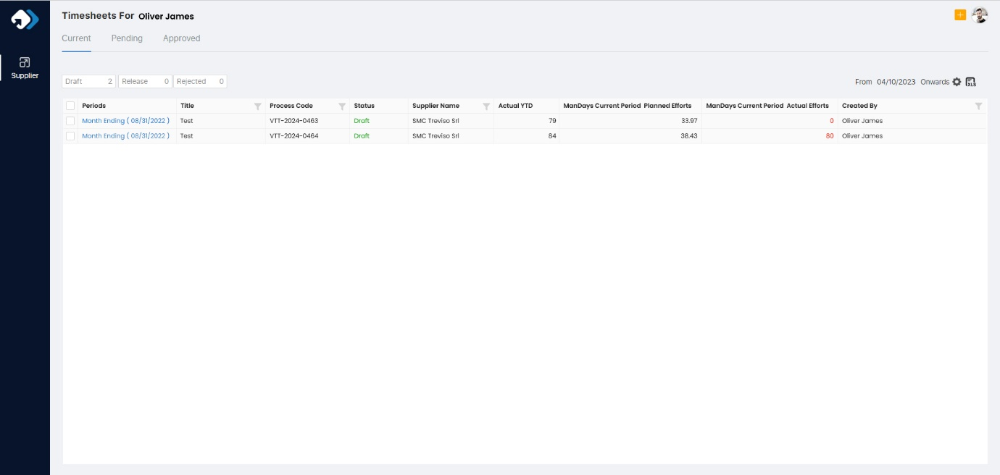 Timesheets For Oliver James
Current Pending Approved
Supplier
Draft 2 Release 0 Rejected 0 From 04/10/2023 Onwards XLS
Periods Title Process Code Status Supplier Name Actual YTD ManDays Current Period Planned Efforts ManDays Current Period Actual Efforts Created By
Month Ending ( 08/31/2022 ) Test VTT-2024-0463 Draft SMC Treviso Srl 79 33.97 0 Oliver James
Month Ending ( 08/31/2022 ) Test VTT-2024-0464 Draft SMC Treviso Srl 84 38.43 80 Oliver James